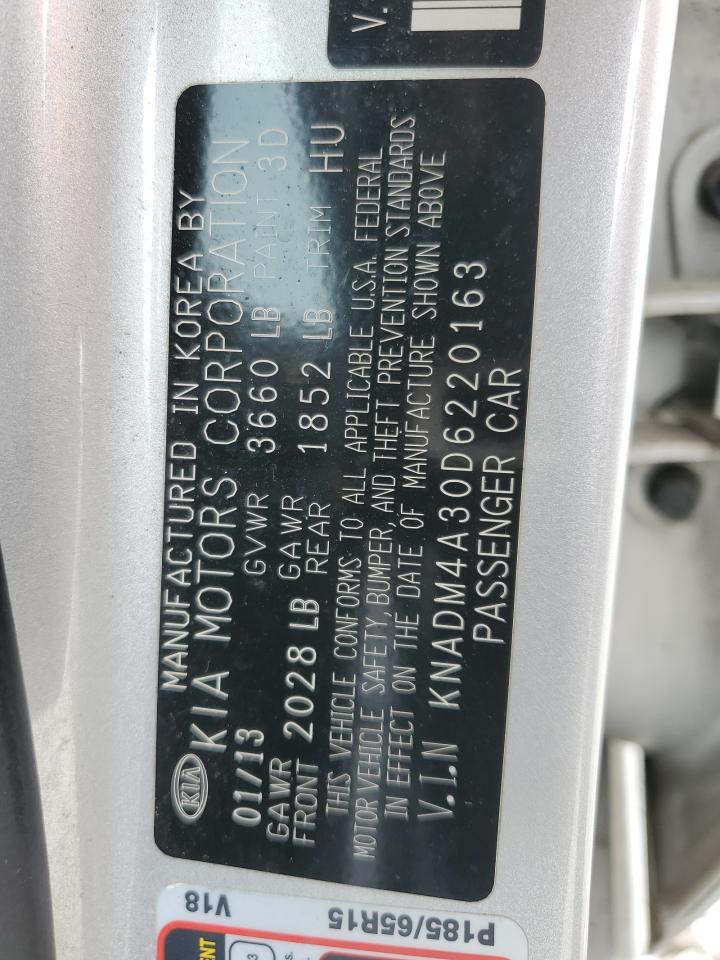 KIA
MANUFACTURED IN KOREA BY
KIA MOTORS CORPORATION
01/13 GVWR 3660 LB PAINT 3D
GAWR FRONT 2028 LB GAWR REAR 1852 LB TRIM HU
THIS VEHICLE CONFORMS TO ALL APPLICABLE U.S.A. FEDERAL
MOTOR VEHICLE SAFETY, BUMPER, AND THEFT PREVENTION STANDARDS
IN EFFECT ON THE DATE OF MANUFACTURE SHOWN ABOVE
V.I.N KNADM4A30D6220163
PASSENGER CAR
V.
V18
P185/65R15